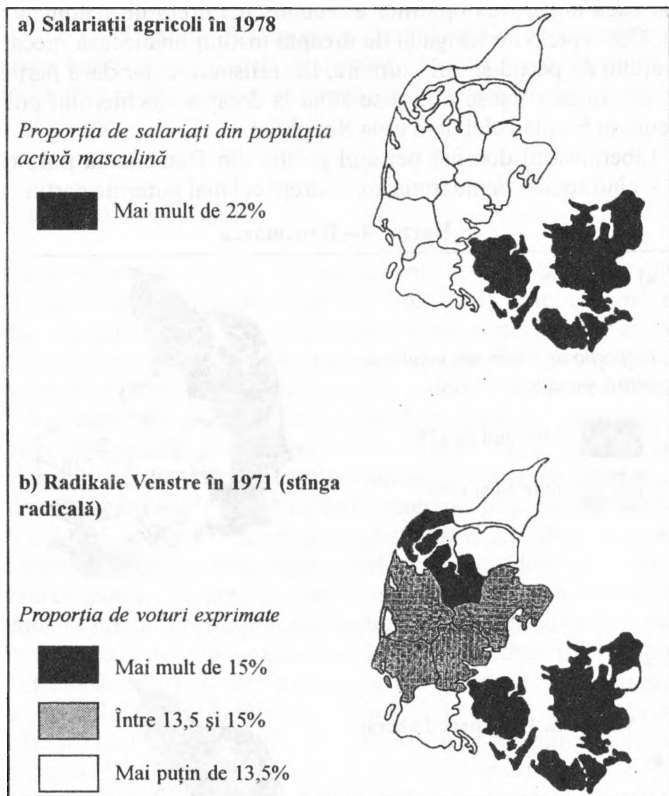 a) Salariații agricoli în 1978
Proporția de salariați din populația
activă masculină
Mai mult de 22%
b) Radikale Venstre în 1971 (stînga
radicală)
Proporția de voturi exprimate
Mai mult de 15%
Între 13,5 și 15%
Mai puțin de 13,5%